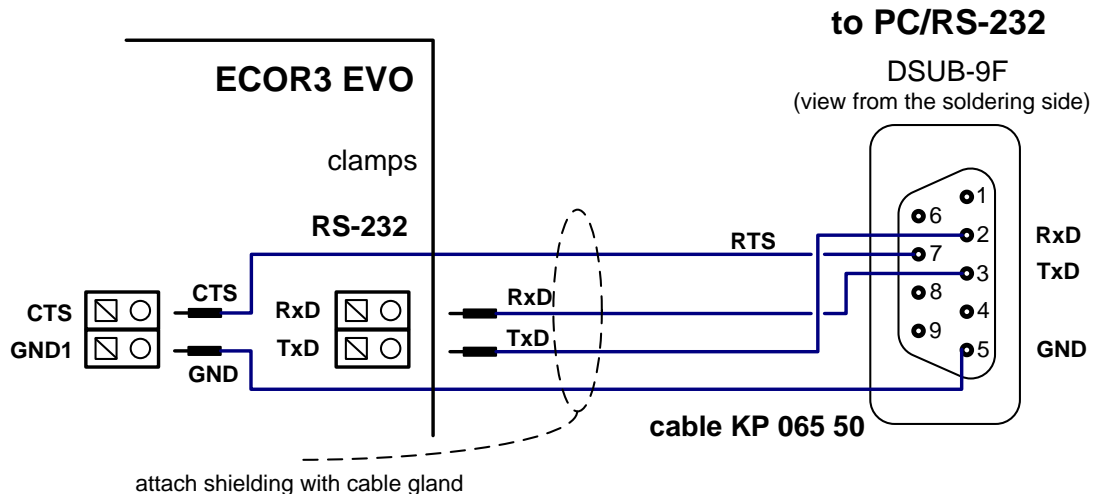 to PC/RS-232
ECOR3 EVO
DSUB-9F
(view from the soldering side)
clamps
RS-232
RTS
1
6
2
RxD
7
3
TxD
8
4
9
5
GND
CTS
CTS
RxD
RxD
GND1
GND
TxD
TxD
cable KP 065 50
attach shielding with cable gland